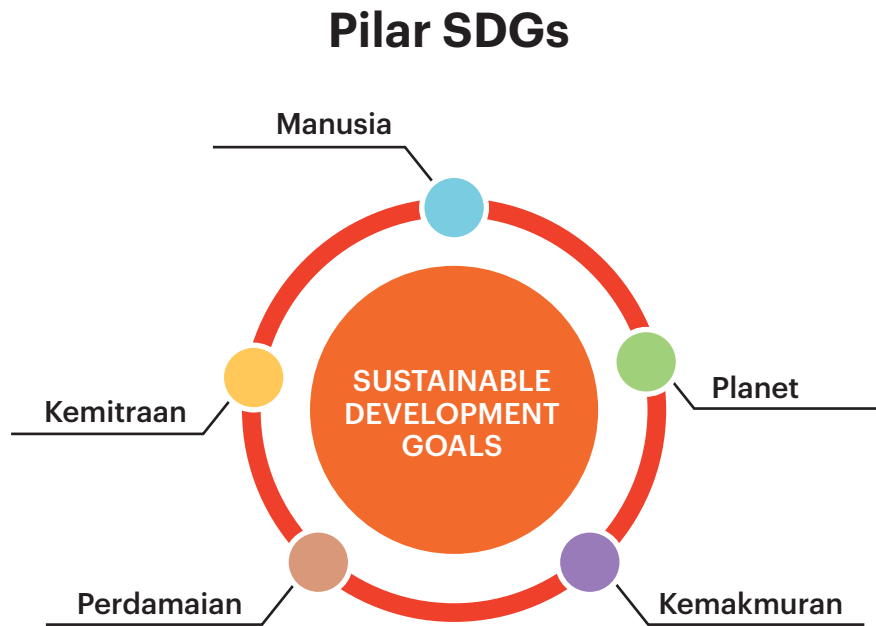 Pilar SDGs
Manusia
SUSTAINABLE
DEVELOPMENT
GOALS
Planet
Kemitraan
Perdamaian
Kemakmuran